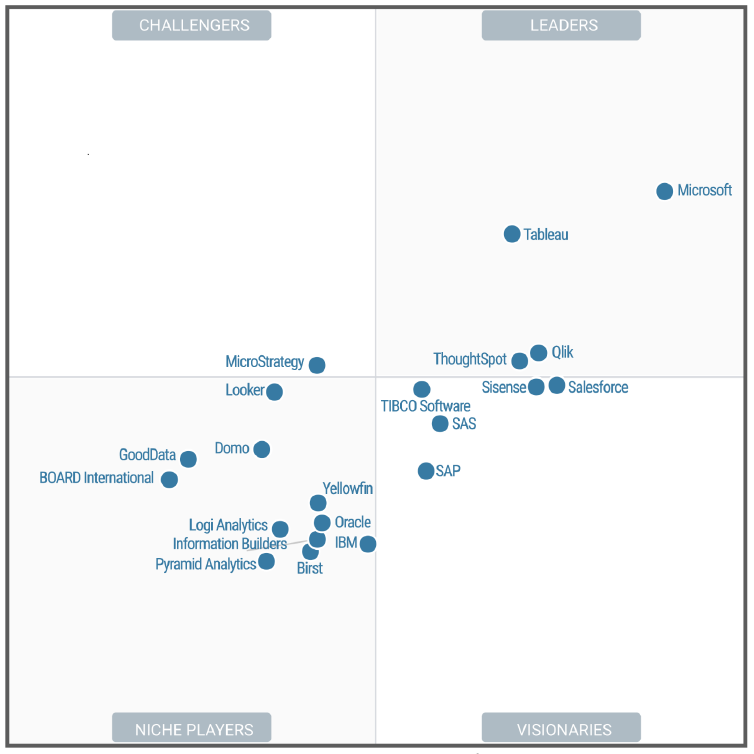 CHALLENGERS
LEADERS
Microsoft
Tableau
Qlik
ThoughtSpot
MicroStrategy
Looker
Sisense
Salesforce
TIBCO Software
SAS
Domo
GoodData
BOARD International
SAP
Yellowfin
Oracle
Logi Analytics
Information Builders
IBM
Pyramid Analytics
Birst
NICHE PLAYERS
VISIONARIES